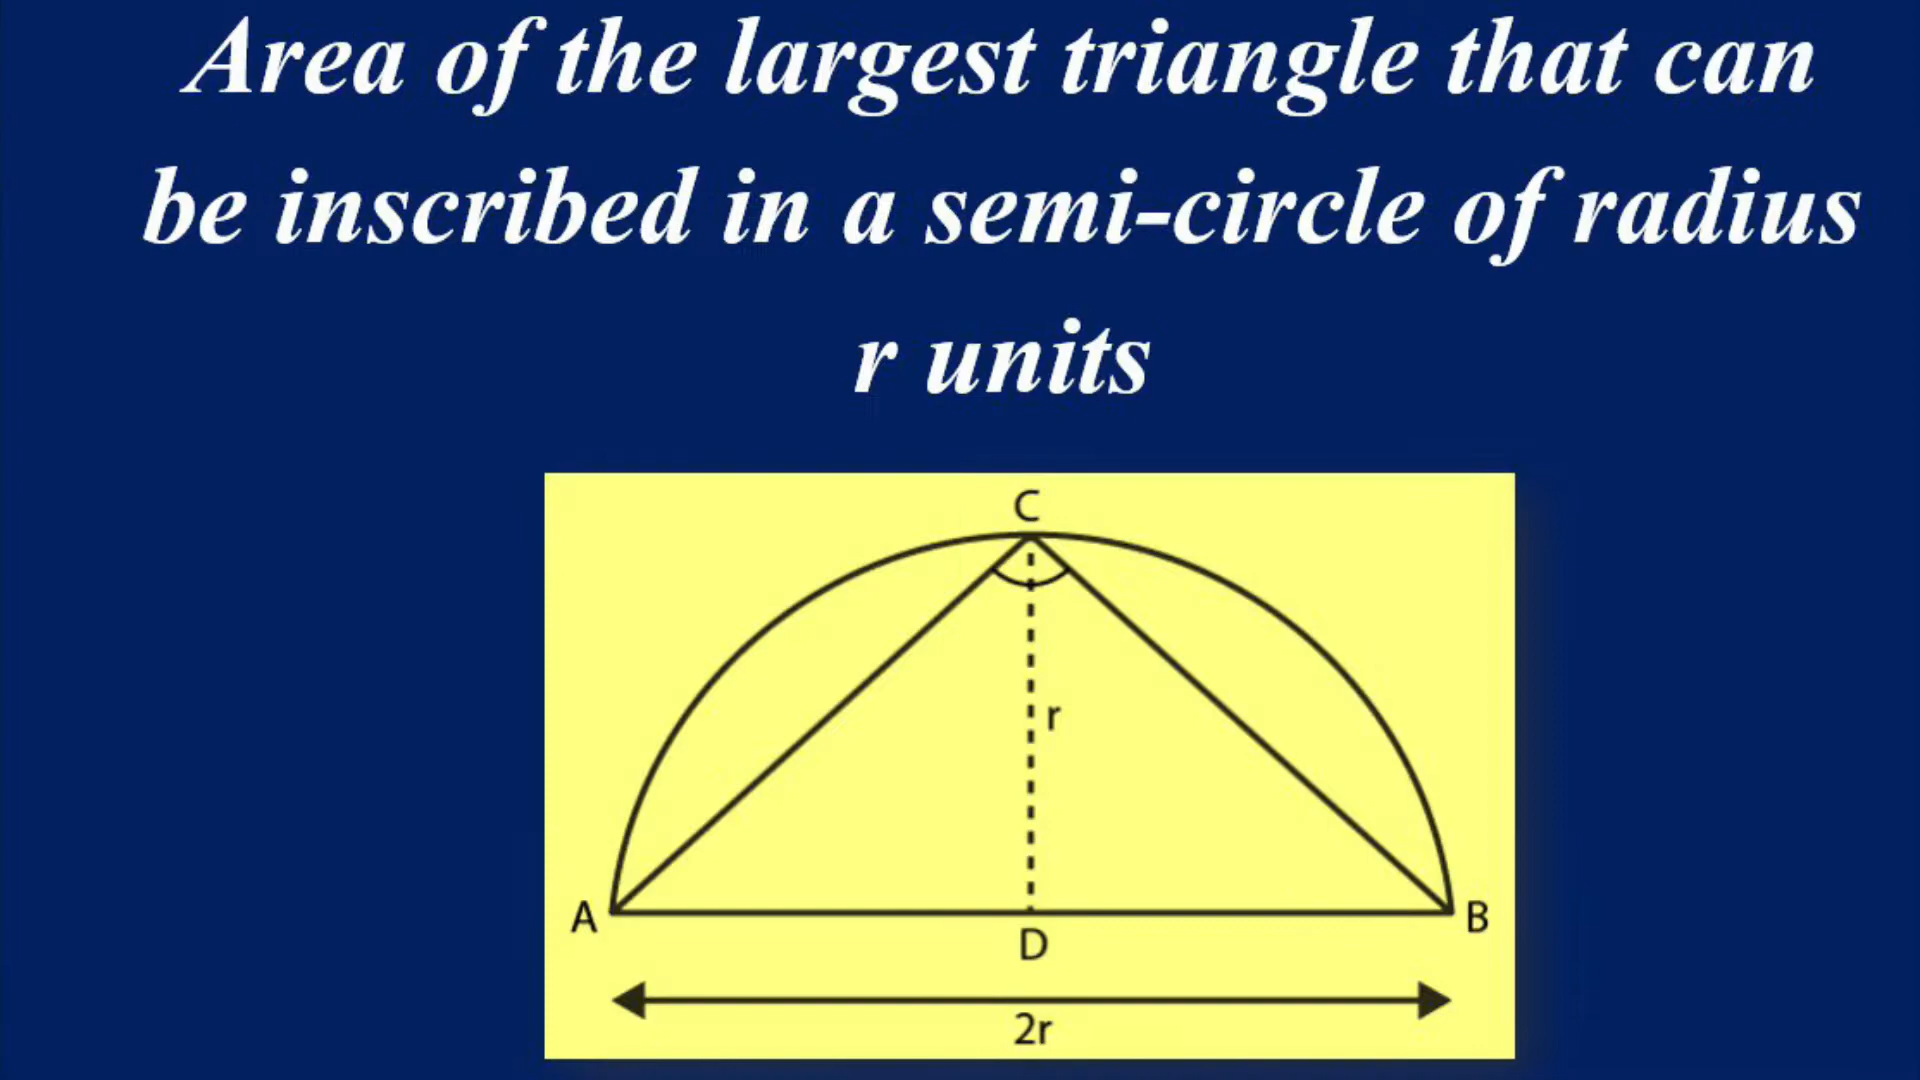 Area of the largest triangle that can
be inscribed in a semi-circle of radius
r units
C
r
A
B
D
2r